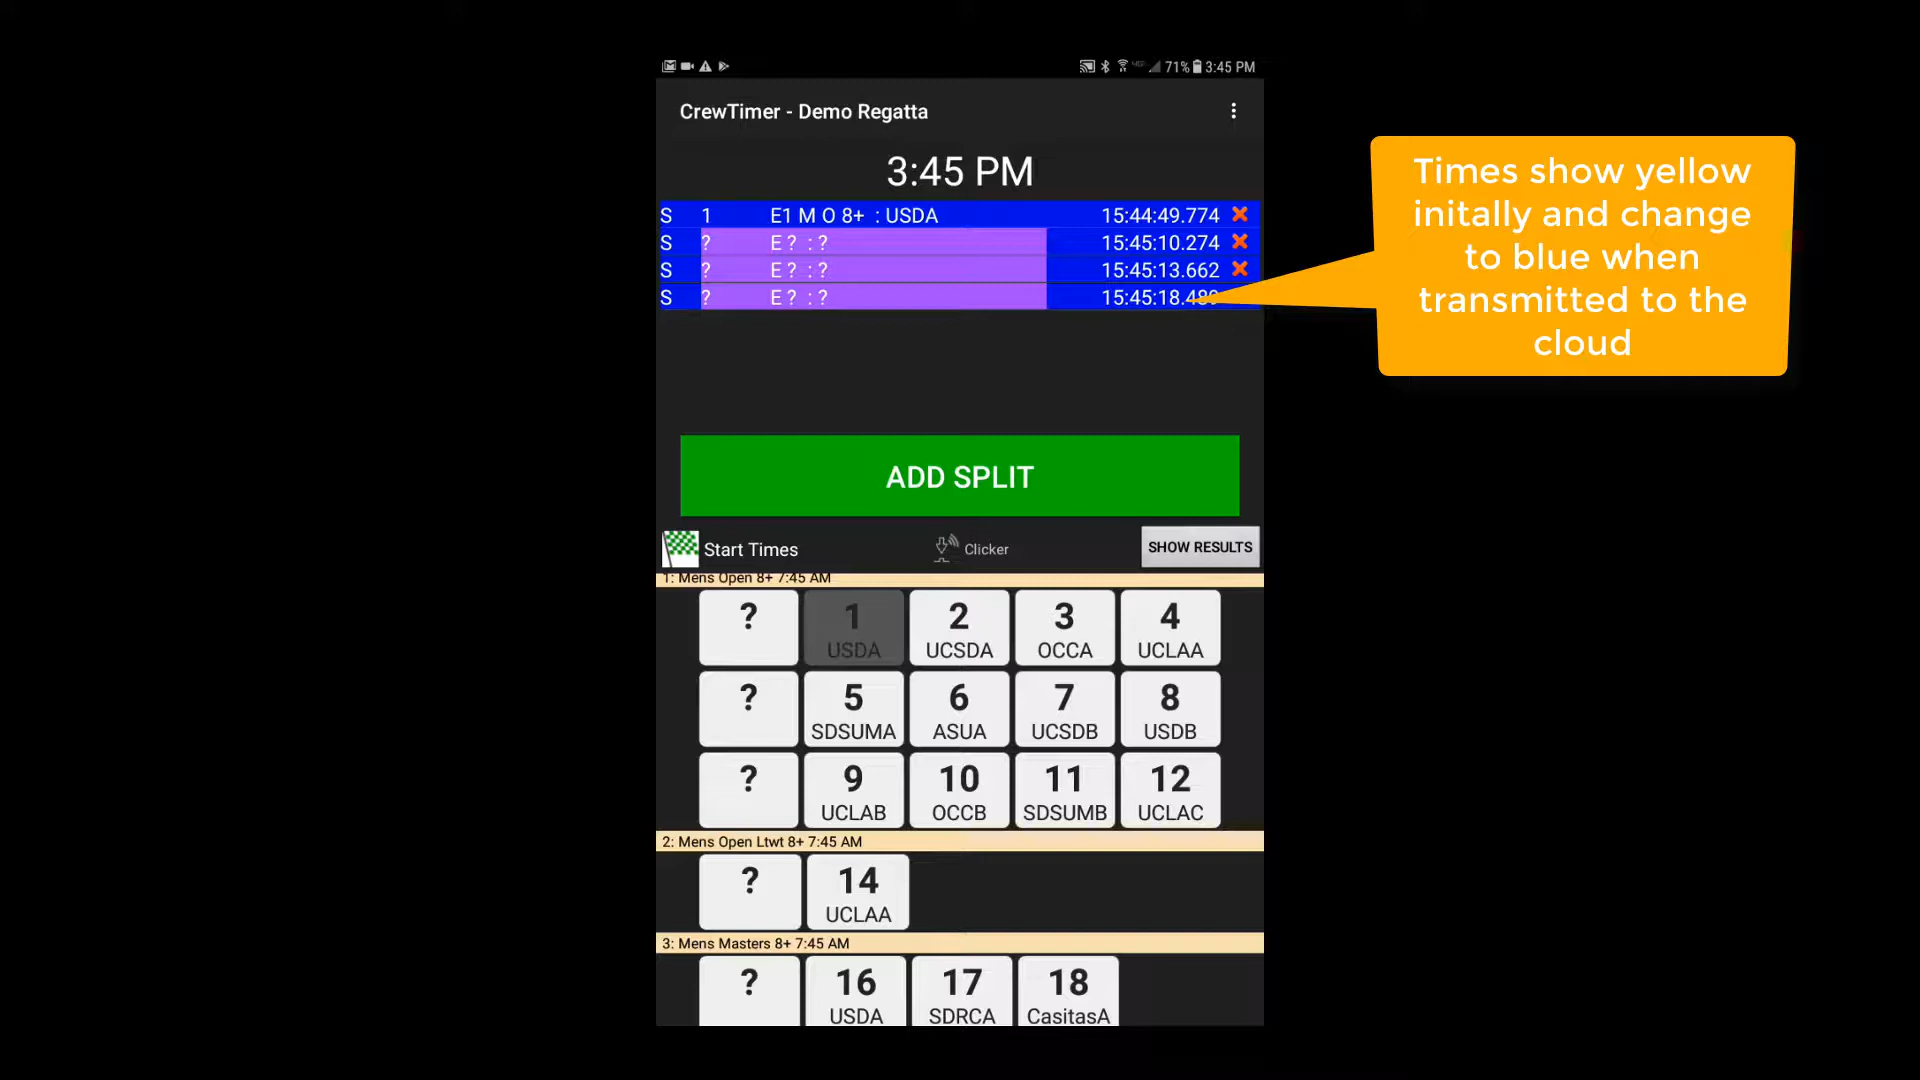 71% 3:45 PM
CrewTimer - Demo Regatta
3:45 PM
S 1 E1 M O 8+ : USDA 15:44:49.774
S ? E ? : ? 15:45:10.274
S ? E ? : ? 15:45:13.662
S ? E ? : ? 15:45:18.489
Times show yellow
initally and change
to blue when
transmitted to the
cloud
ADD SPLIT
Start Times Clicker SHOW RESULTS
1: Mens Open 8+ 7:45 AM
? 1 2 3 4
USDA UCSDA OCCA UCLAA
? 5 6 7 8
SDSUMA ASUA UCSDB USDB
? 9 10 11 12
UCLAB OCCB SDSUMB UCLAC
2: Mens Open Ltwt 8+ 7:45 AM
? 14
UCLAA
3: Mens Masters 8+ 7:45 AM
? 16 17 18
USDA SDRCA CasitasA